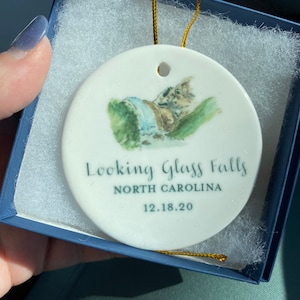 Looking Glass Falls
NORTH CAROLINA
12.18.20